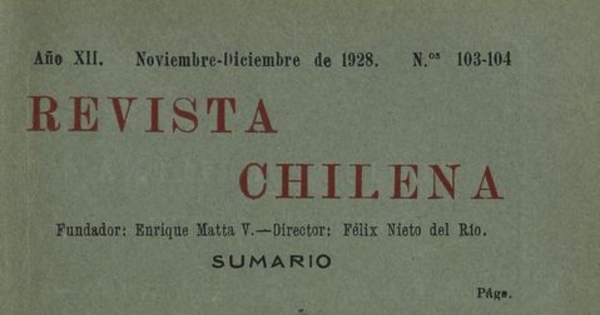 Año XII. Noviembre-Diciembre de 1928. N.ºˢ 103-104
REVISTA
CHILENA
Fundador: Enrique Matta V.—Director: Félix Nieto del Río.
SUMARIO
Págs.